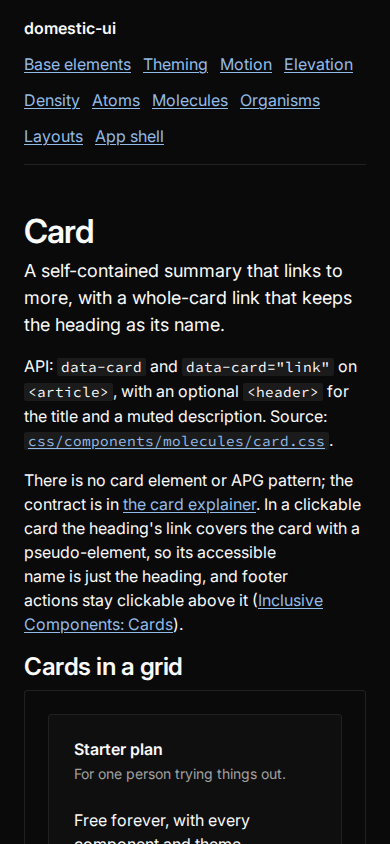 domestic-ui
Base elements Theming Motion Elevation
Density Atoms Molecules Organisms
Layouts App shell
Card
A self-contained summary that links to
more, with a whole-card link that keeps
the heading as its name.
API: data-card and data-card="link" on
<article>, with an optional <header> for
the title and a muted description. Source:
css/components/molecules/card.css.
There is no card element or APG pattern; the
contract is in the card explainer. In a clickable
card the heading's link covers the card with a
pseudo-element, so its accessible
name is just the heading, and footer
actions stay clickable above it (Inclusive
Components: Cards).
Cards in a grid
Starter plan
For one person trying things out.
Free forever, with every
component and theme